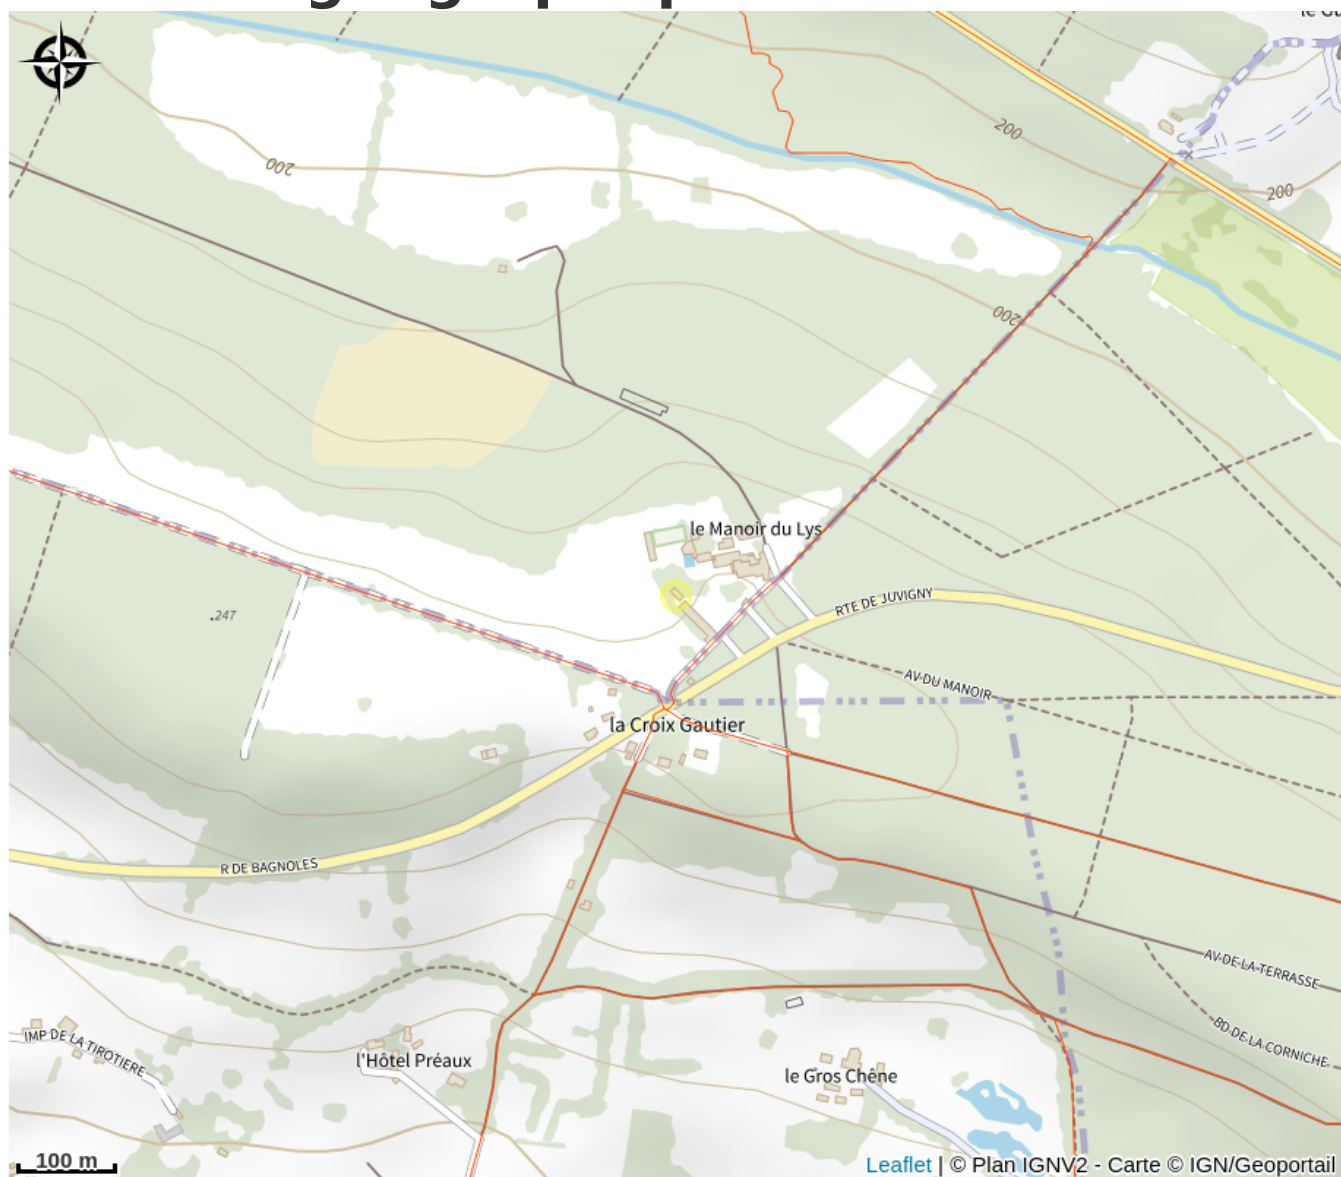 200
200
200
200
le Manoir du Lys
RTE DE JUVIGNY
.247
AV DU MANOIR
la Croix Gautier
R DE BAGNOLES
AV DE LA TERRASSE
BD DE LA CORNICHE
IMP DE LA TIROTIERE
l'Hôtel Préaux
le Gros Chêne
100 m
Leaflet | © Plan IGNV2 - Carte © IGN/Geoportail